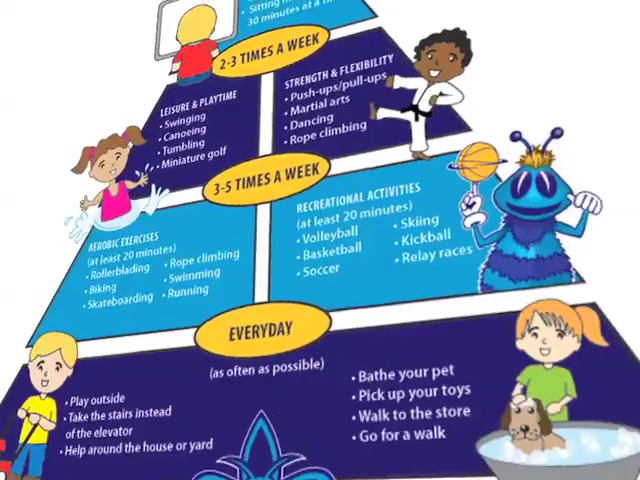 Sitting
30 minutes at a
2-3 TIMES A WEEK
LEISURE & PLAYTIME
• Swinging
• Canoeing
• Tumbling
• Miniature golf
STRENGTH & FLEXIBILITY
• Push-ups/pull-ups
• Martial arts
• Dancing
• Rope climbing
3-5 TIMES A WEEK
AEROBIC EXERCISES
(at least 20 minutes)
• Rollerblading
• Biking
• Skateboarding
• Rope climbing
• Swimming
• Running
RECREATIONAL ACTIVITIES
(at least 20 minutes)
• Volleyball
• Basketball
• Soccer
• Skiing
• Kickball
• Relay races
EVERYDAY
(as often as possible)
• Play outside
• Take the stairs instead
of the elevator
• Help around the house or yard
• Bathe your pet
• Pick up your toys
• Walk to the store
• Go for a walk